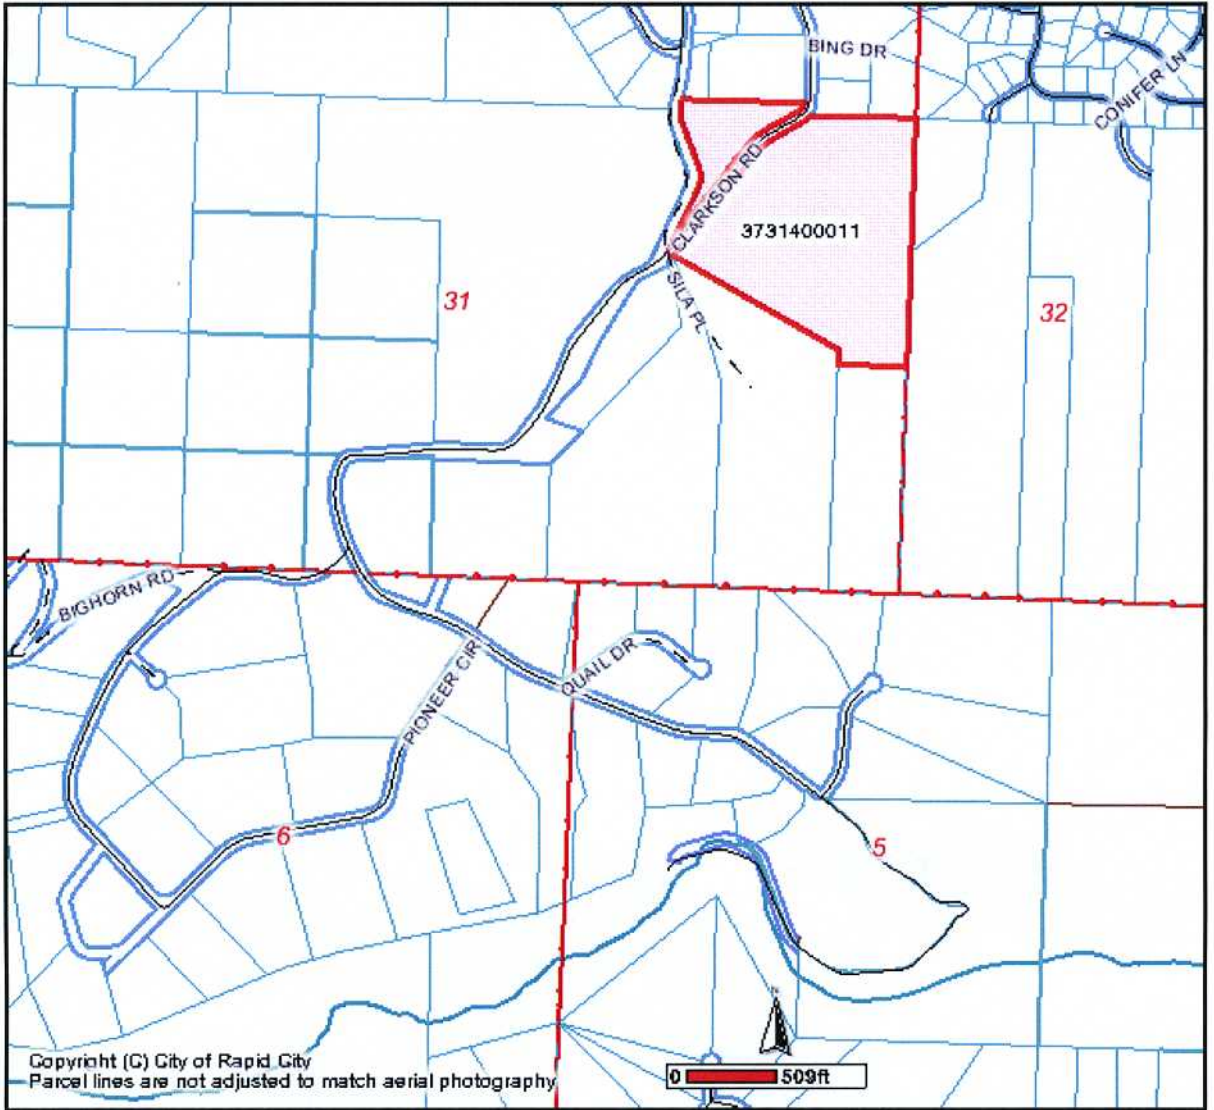 BING DR
CONIFER LN
CLARKSON RD
3731400011
SILA PL
31
32
BIGHORN RD
PIONEER CIR
QUAIL DR
6
5
N
Copyright (C) City of Rapid City
Parcel lines are not adjusted to match aerial photography
0 509ft